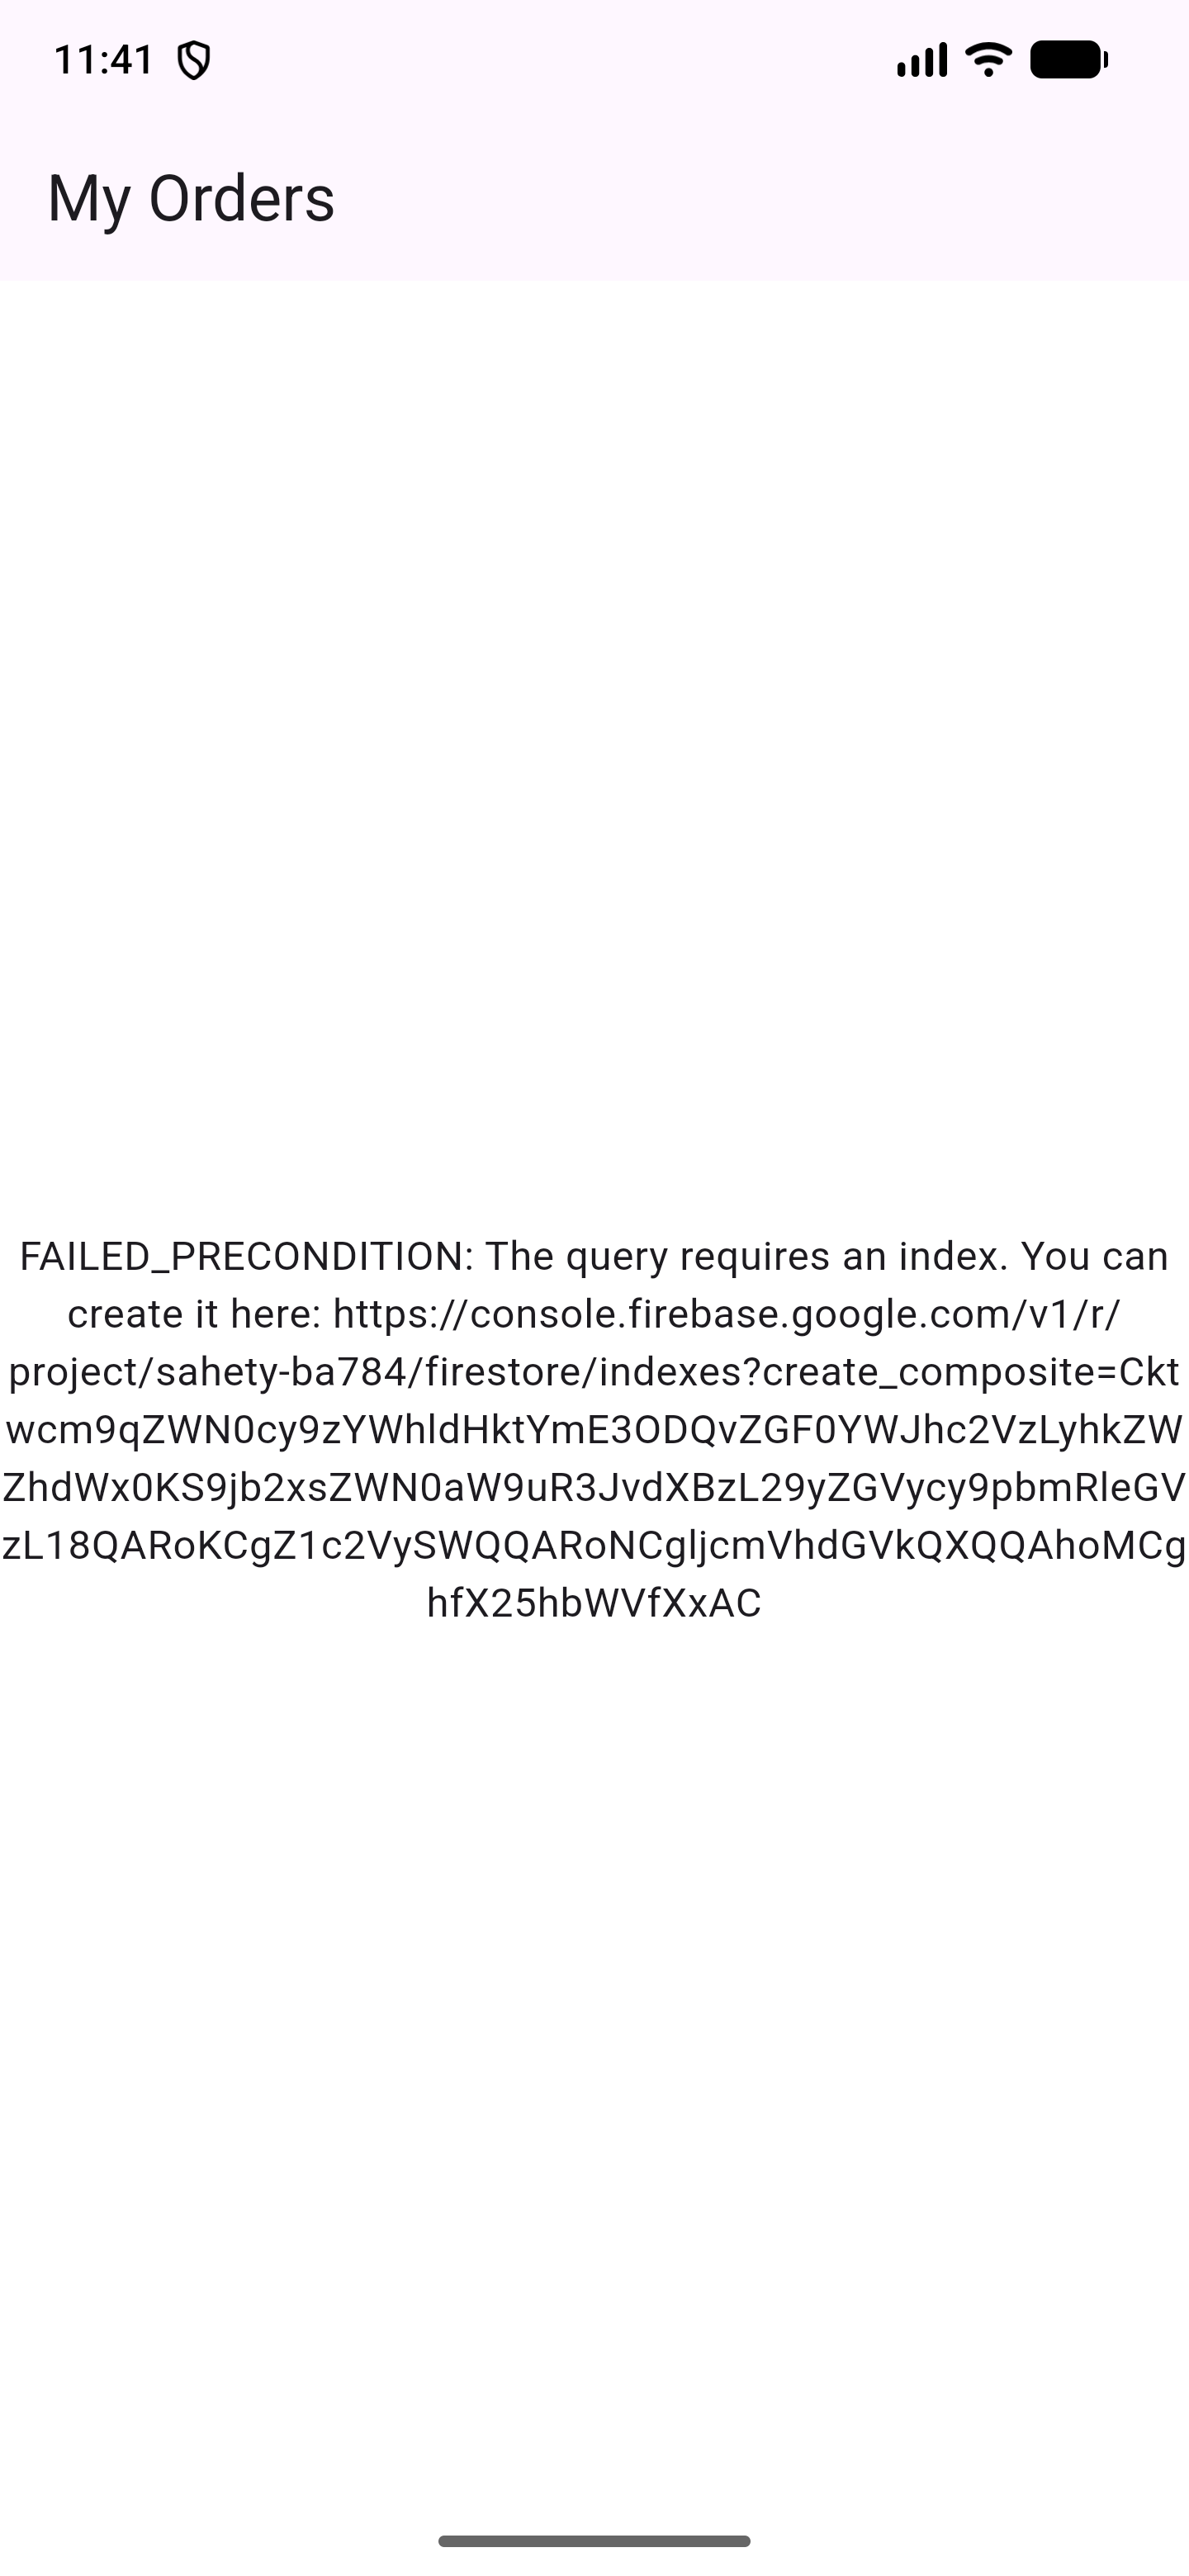 11:41
My Orders
FAILED_PRECONDITION: The query requires an index. You can
create it here: https://console.firebase.google.com/v1/r/
project/sahety-ba784/firestore/indexes?create_composite=Ckt
wcm9qZWN0cy9zYWhldHktYmE3ODQvZGF0YWJhc2VzLyhkZW
ZhdWx0KS9jb2xsZWN0aW9uR3JvdXBzL29yZGVycy9pbmRleGV
zL18QARoKCgZ1c2VySWQQARoNCgljcmVhdGVkQXQQAhoMCg
hfX25hbWVfXxAC